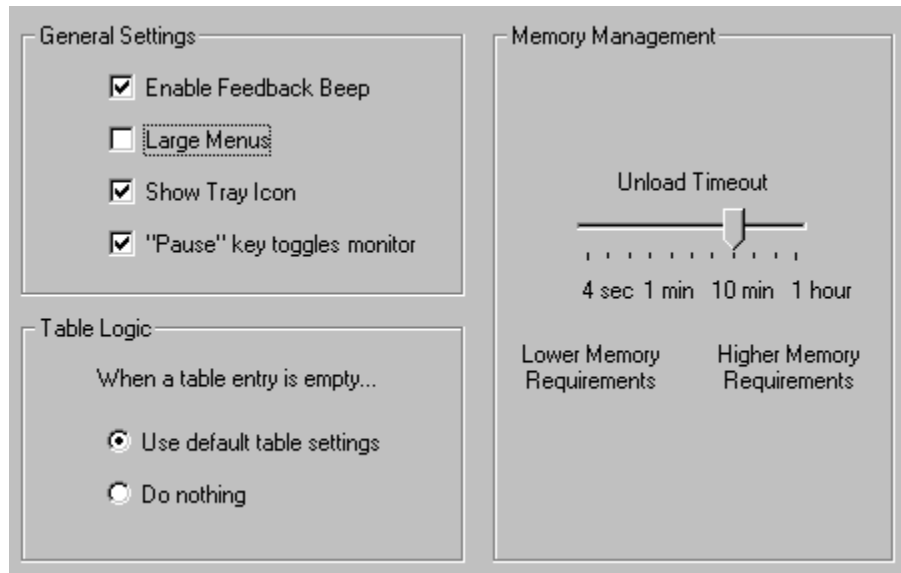 General Settings
Enable Feedback Beep
Large Menus
Show Tray Icon
"Pause" key toggles monitor
Table Logic
When a table entry is empty...
Use default table settings
Do nothing
Memory Management
Unload Timeout
4 sec 1 min 10 min 1 hour
Lower Memory Requirements
Higher Memory Requirements